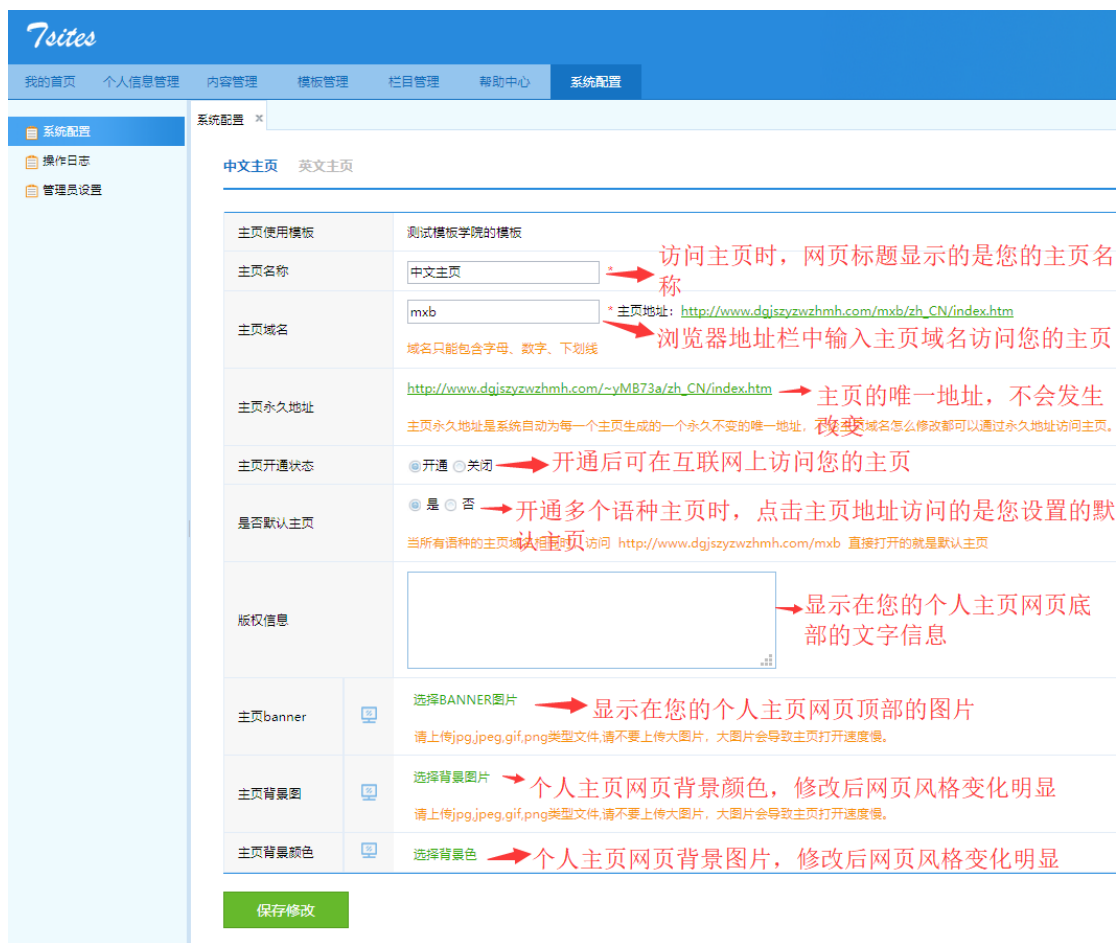 Tsites
我的首页 个人信息管理 内容管理 模板管理 栏目管理 帮助中心 系统配置
系统配置
操作日志
管理员设置
系统配置 ×
中文主页 英文主页
主页使用模板 测试模板学院的模板
主页名称 中文主页 *
访问主页时，网页标题显示的是您的主页名
称
主页域名 mxb * 主页地址：http://www.dgjszyzwzhmh.com/mxb/zh_CN/index.htm
浏览器地址栏中输入主页域名访问您的主页
域名只能包含字母、数字、下划线
主页永久地址 http://www.dgjszyzwzhmh.com/~yMB73a/zh_CN/index.htm
主页的唯一地址，不会发生
改变
主页永久地址是系统自动为每一个主页生成的一个永久不变的唯一地址，域名怎么修改都可以通过永久地址访问主页。
主页开通状态 开通 关闭
开通后可在互联网上访问您的主页
是否默认主页 是 否
开通多个语种主页时，点击主页地址访问的是您设置的默
认主页
当所有语种的主页域名相同时，访问 http://www.dgjszyzwzhmh.com/mxb 直接打开的就是默认主页
版权信息
显示在您的个人主页网页底
部的文字信息
主页banner 选择BANNER图片
显示在您的个人主页网页顶部的图片
请上传jpg,jpeg,gif,png类型文件,请不要上传大图片，大图片会导致主页打开速度慢。
主页背景图 选择背景图片
个人主页网页背景颜色，修改后网页风格变化明显
请上传jpg,jpeg,gif,png类型文件,请不要上传大图片，大图片会导致主页打开速度慢。
主页背景颜色 选择背景色
个人主页网页背景图片，修改后网页风格变化明显
保存修改